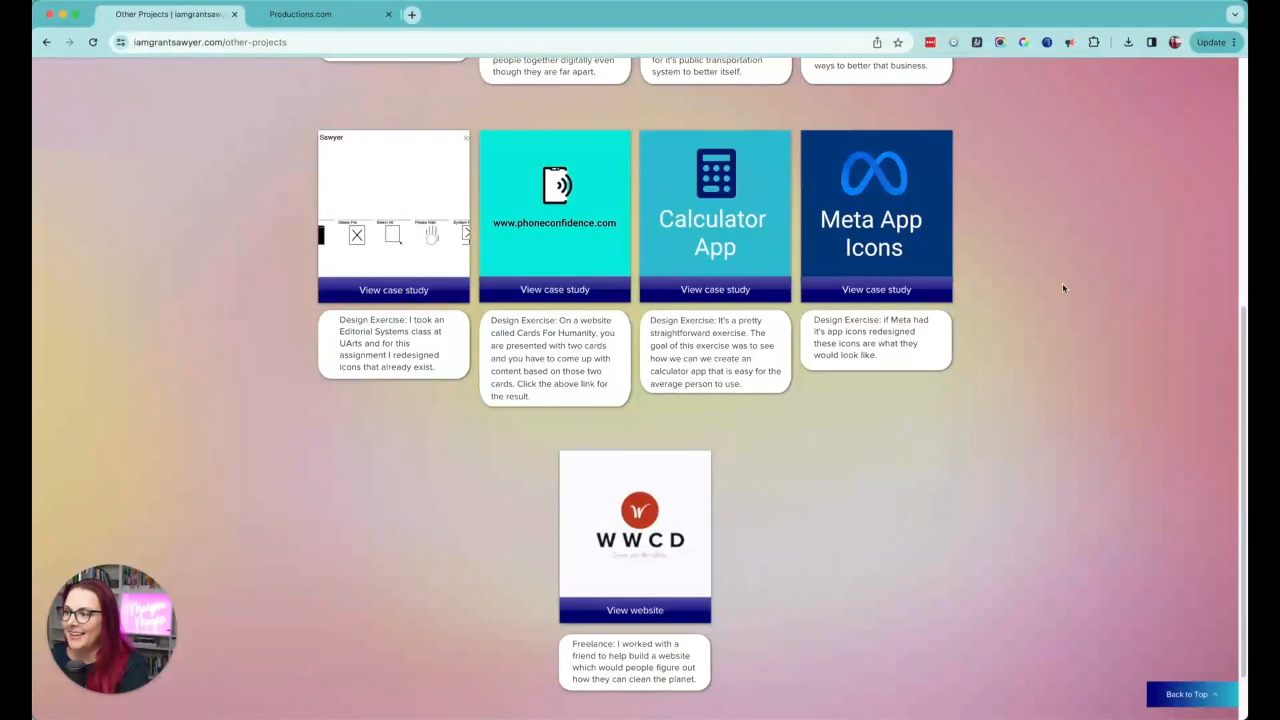 Other Projects | iamgrantsaw
Productions.com
iamgrantsawyer.com/other-projects
Update
people together digitally even
though they are far apart.
for it's public transportation
system to better itself.
ways to better that business.
Sawyer
Delete File
Select All
Please Wait
www.phoneconfidence.com
Calculator
App
Meta App
Icons
View case study
View case study
View case study
View case study
Design Exercise: I took an
Editorial Systems class at
UArts and for this
assignment I redesigned
icons that already exist.
Design Exercise: On a website
called Cards For Humanity, you
are presented with two cards
and you have to come up with
content based on those two
cards. Click the above link for
the result.
Design Exercise: It's a pretty
straightforward exercise. The
goal of this exercise was to see
how we can we create an
calculator app that is easy for the
average person to use.
Design Exercise: if Meta had
it's app icons redesigned
these icons are what they
would look like.
W
WWCD
View website
Freelance: I worked with a
friend to help build a website
which would people figure out
how they can clean the planet.
Back to Top